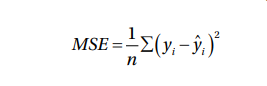 MSE = 1/n Σ(yᵢ − ŷᵢ)²